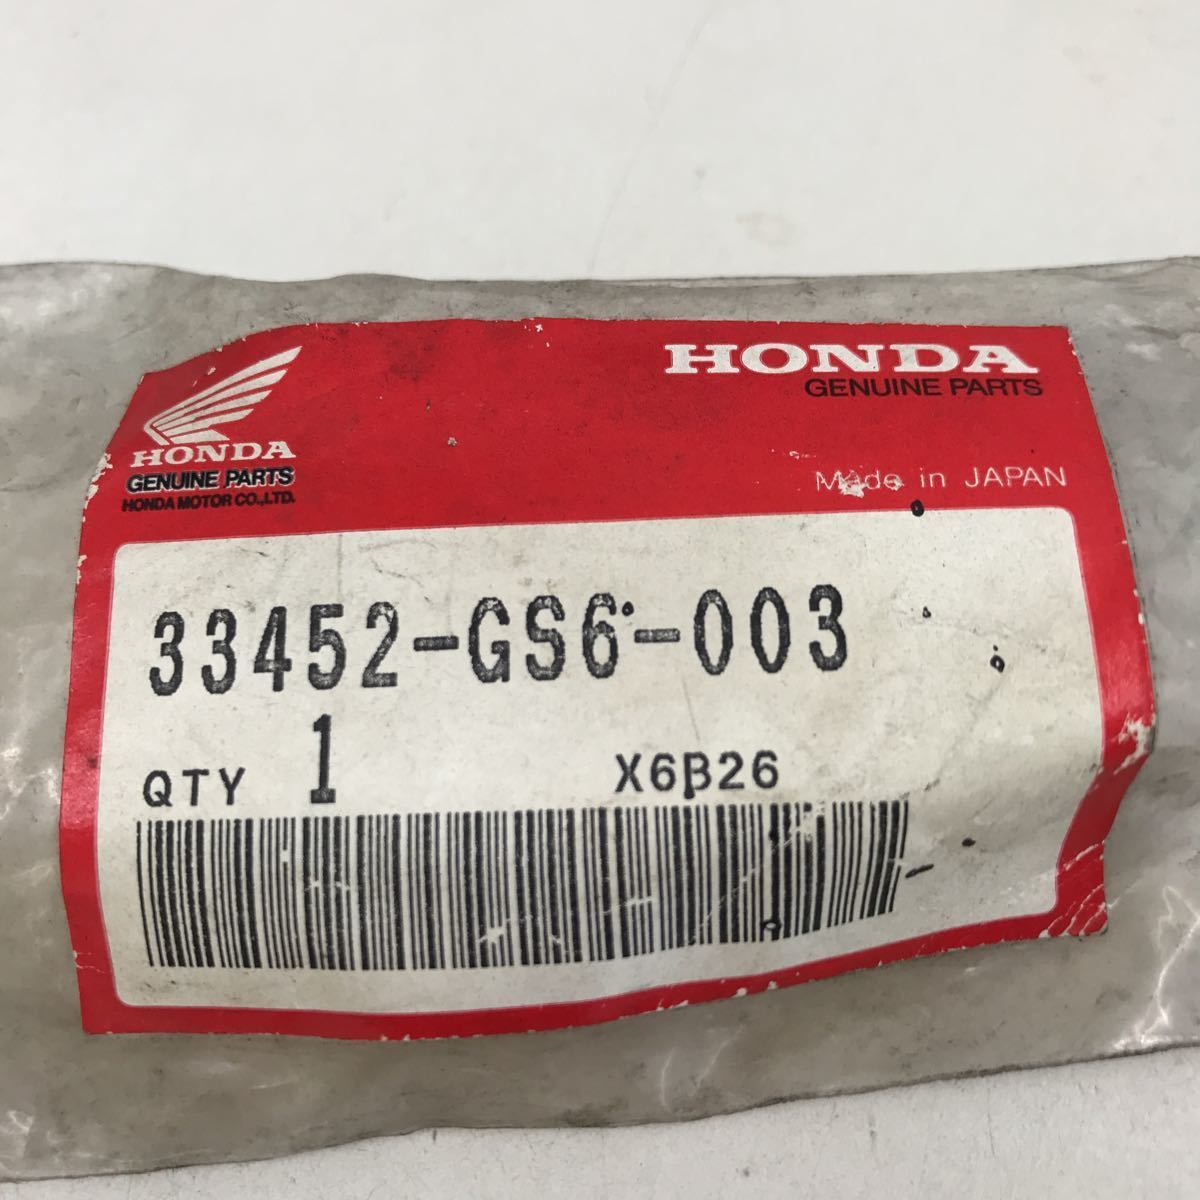 HONDA
GENUINE PARTS
HONDA MOTOR CO.,LTD.
HONDA
GENUINE PARTS
Made in JAPAN
33452-GS6-003
QTY 1 X6B26